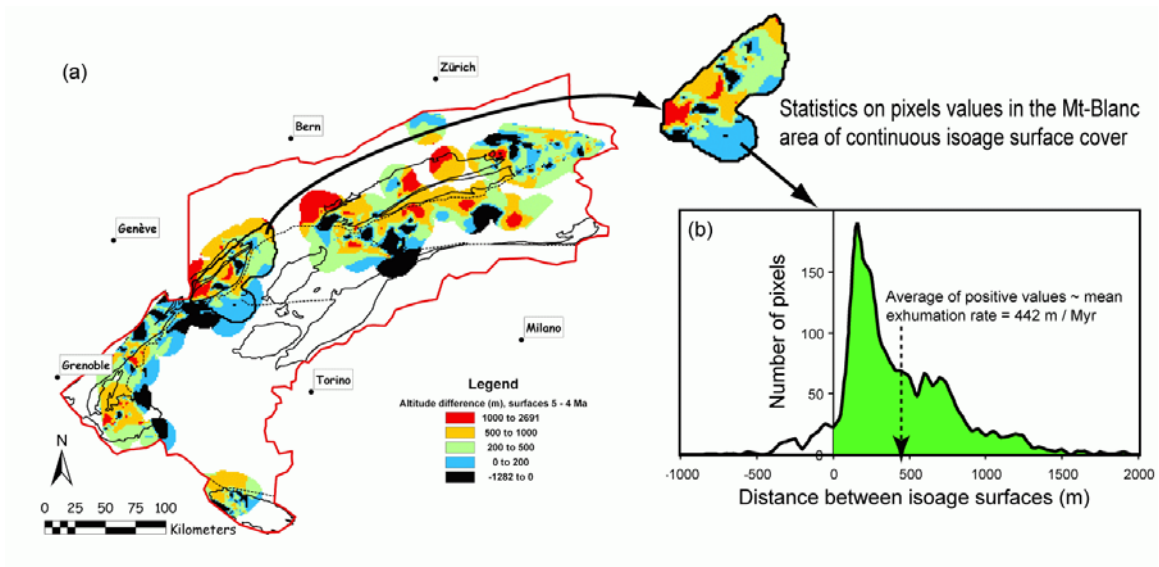 (a)
Zürich
Bern
Genève
Grenoble
Torino
Milano
N
0 12.5 25 50 75 100
Kilometers
Legend
Altitude difference (m), surfaces 5 - 4 Ma
1000 to 2691
500 to 1000
200 to 500
0 to 200
-1282 to 0
Statistics on pixels values in the Mt-Blanc
area of continuous isoage surface cover
(b)
Number of pixels
150
100
50
0
Average of positive values ~ mean
exhumation rate = 442 m / Myr
-1000 -500 0 500 1000 1500 2000
Distance between isoage surfaces (m)